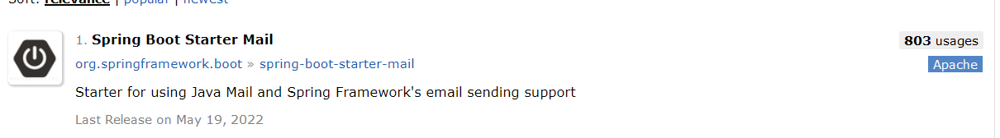 Sort: relevance | popular | newest
1. Spring Boot Starter Mail
803 usages
org.springframework.boot » spring-boot-starter-mail
Apache
Starter for using Java Mail and Spring Framework's email sending support
Last Release on May 19, 2022